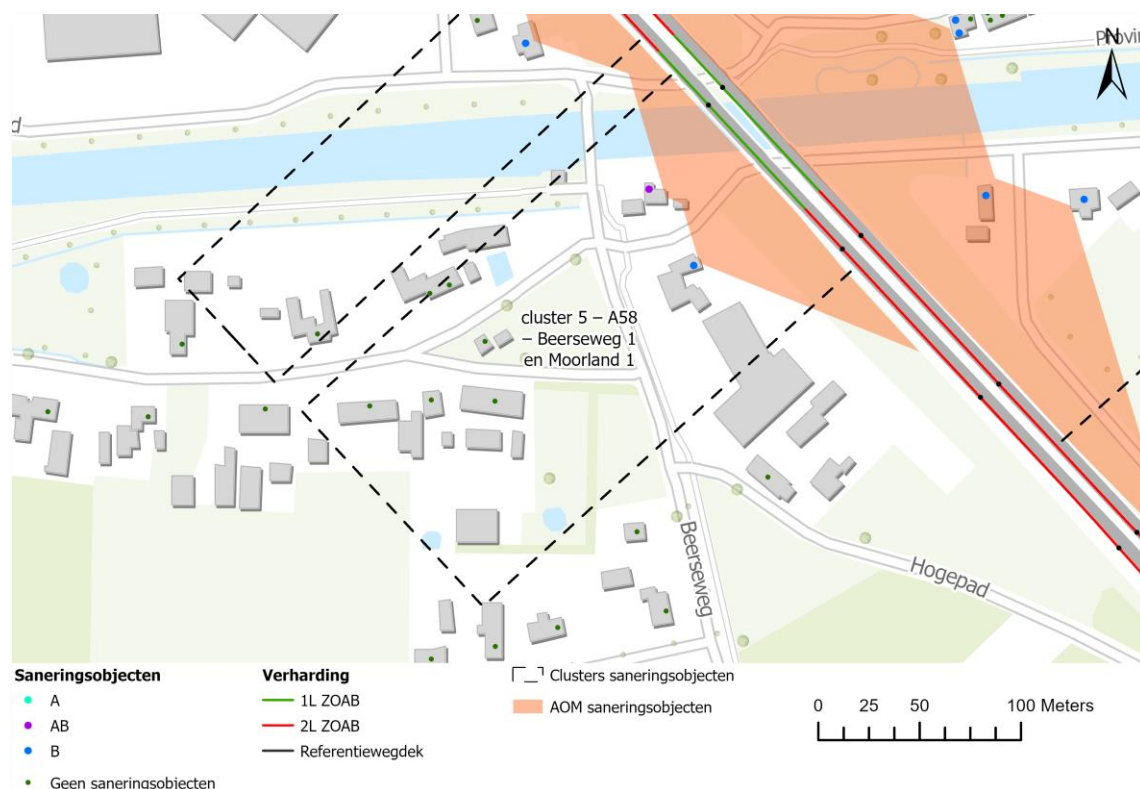 N
Provin
d
cluster 5 – A58
– Beerseweg 1
en Moorland 1
Beerseweg
Hogepad
Saneringsobjecten
A
AB
B
Geen saneringsobjecten
Verharding
1L ZOAB
2L ZOAB
Referentiewegdek
Clusters saneringsobjecten
AOM saneringsobjecten
0 25 50 100 Meters